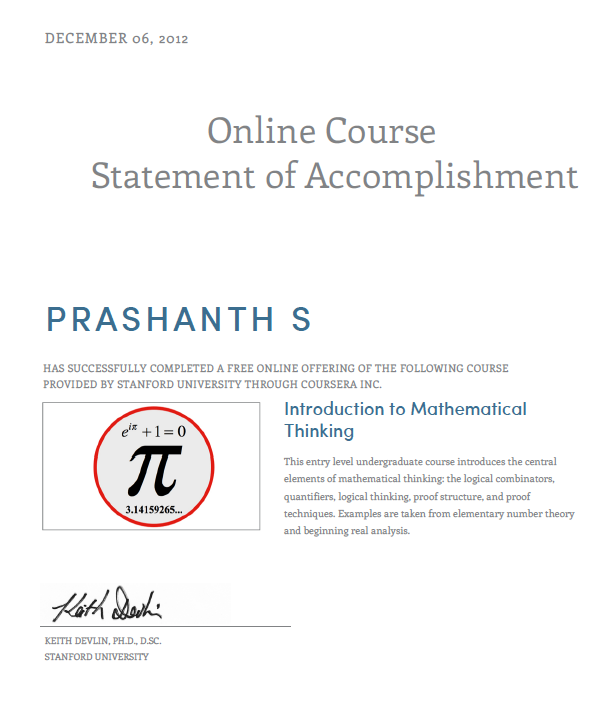 DECEMBER 06, 2012
Online Course
Statement of Accomplishment
PRASHANTH S
HAS SUCCESSFULLY COMPLETED A FREE ONLINE OFFERING OF THE FOLLOWING COURSE
PROVIDED BY STANFORD UNIVERSITY THROUGH COURSERA INC.
e^{iπ} + 1 = 0
π
3.14159265...
Introduction to Mathematical
Thinking
This entry level undergraduate course introduces the central
elements of mathematical thinking: the logical combinators,
quantifiers, logical thinking, proof structure, and proof
techniques. Examples are taken from elementary number theory
and beginning real analysis.
Keith Devlin
KEITH DEVLIN, PH.D., D.SC.
STANFORD UNIVERSITY